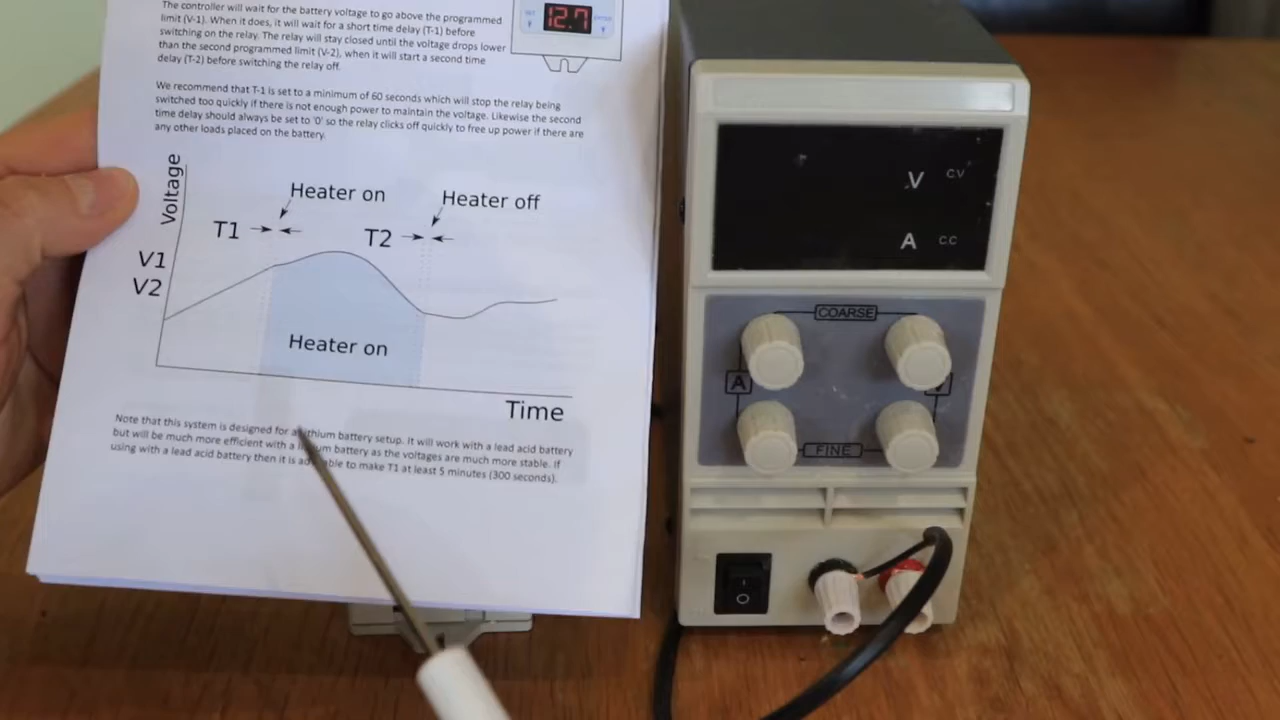 The controller will wait for the battery voltage to go above the programmed
limit (V-1). When it does, it will wait for a short time delay (T-1) before
switching on the relay. The relay will stay closed until the voltage drops lower
than the second programmed limit (V-2), when it will start a second time
delay (T-2) before switching the relay off.
12.7
We recommend that T-1 is set to a minimum of 60 seconds which will stop the relay being
switched too quickly if there is not enough power to maintain the voltage. Likewise the second
time delay should always be set to '0' so the relay clicks off quickly to free up power if there are
any other loads placed on the battery.
Voltage
Heater on
Heater off
T1
T2
V1
V2
Heater on
Time
Note that this system is designed for a lithium battery setup. It will work with a lead acid battery
but will be much more efficient with a lithium battery as the voltages are much more stable. If
using with a lead acid battery then it is advisable to make T1 at least 5 minutes (300 seconds).
V C.V
A C.C
COARSE
A
V
FINE